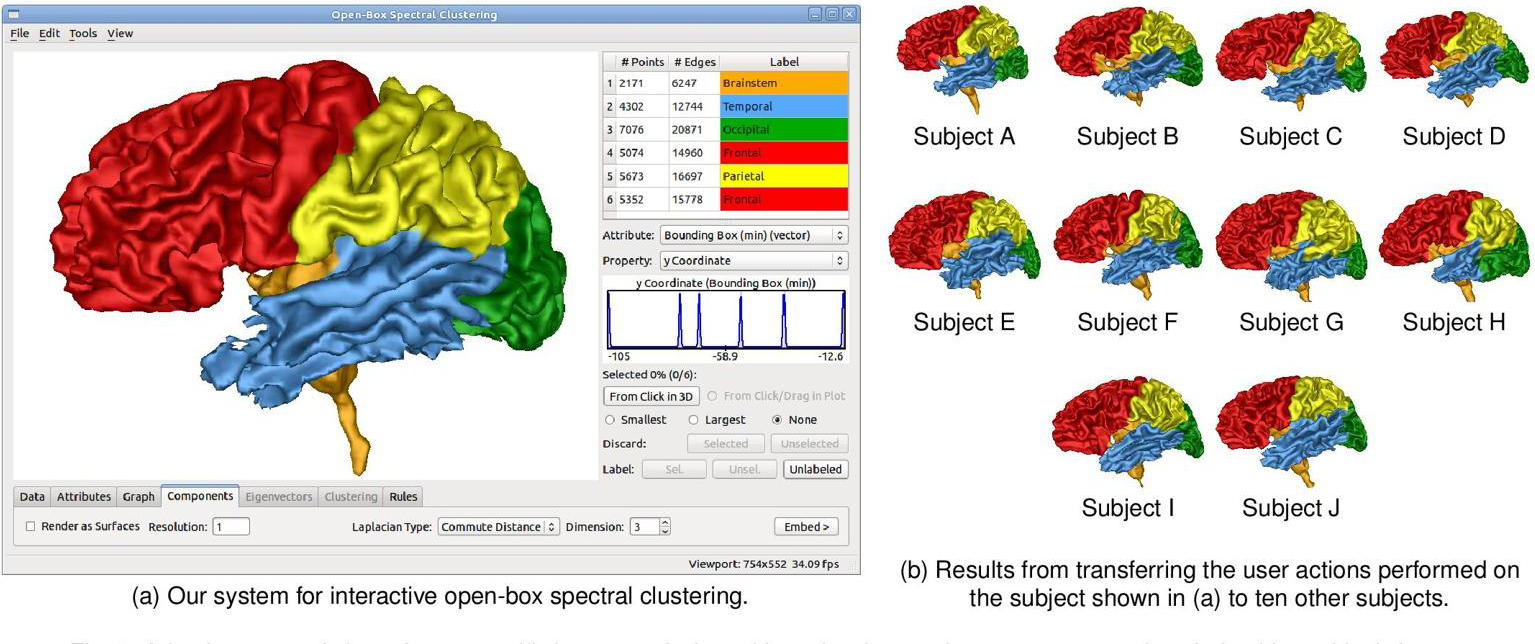 Open-Box Spectral Clustering
File Edit Tools View
# Points # Edges Label
1 2171 6247 Brainstem
2 4302 12744 Temporal
3 7076 20871 Occipital
4 5074 14960 Frontal
5 5673 16697 Parietal
6 5352 15778 Frontal
Attribute: Bounding Box (min) (vector)
Property: y Coordinate
y Coordinate (Bounding Box (min))
-105 -58.9 -12.6
Selected 0% (0/6):
From Click in 3D From Click/Drag in Plot
Smallest Largest None
Discard: Selected Unselected
Label: Sel. Unsel. Unlabeled
Data Attributes Graph Components Eigenvectors Clustering Rules
Render as Surfaces Resolution: 1 Laplacian Type: Commute Distance Dimension: 3 Embed >
Viewport: 754x552 34.09 fps
(a) Our system for interactive open-box spectral clustering.
Subject A Subject B Subject C Subject D
Subject E Subject F Subject G Subject H
Subject I Subject J
(b) Results from transferring the user actions performed on
the subject shown in (a) to ten other subjects.